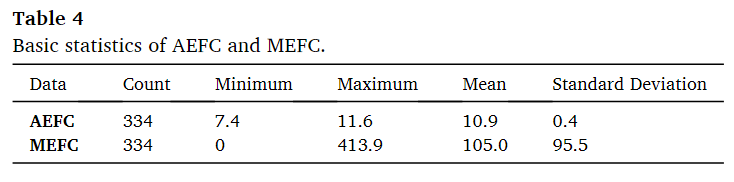 Table 4
Basic statistics of AEFC and MEFC.
Data Count Minimum Maximum Mean Standard Deviation
AEFC 334 7.4 11.6 10.9 0.4
MEFC 334 0 413.9 105.0 95.5